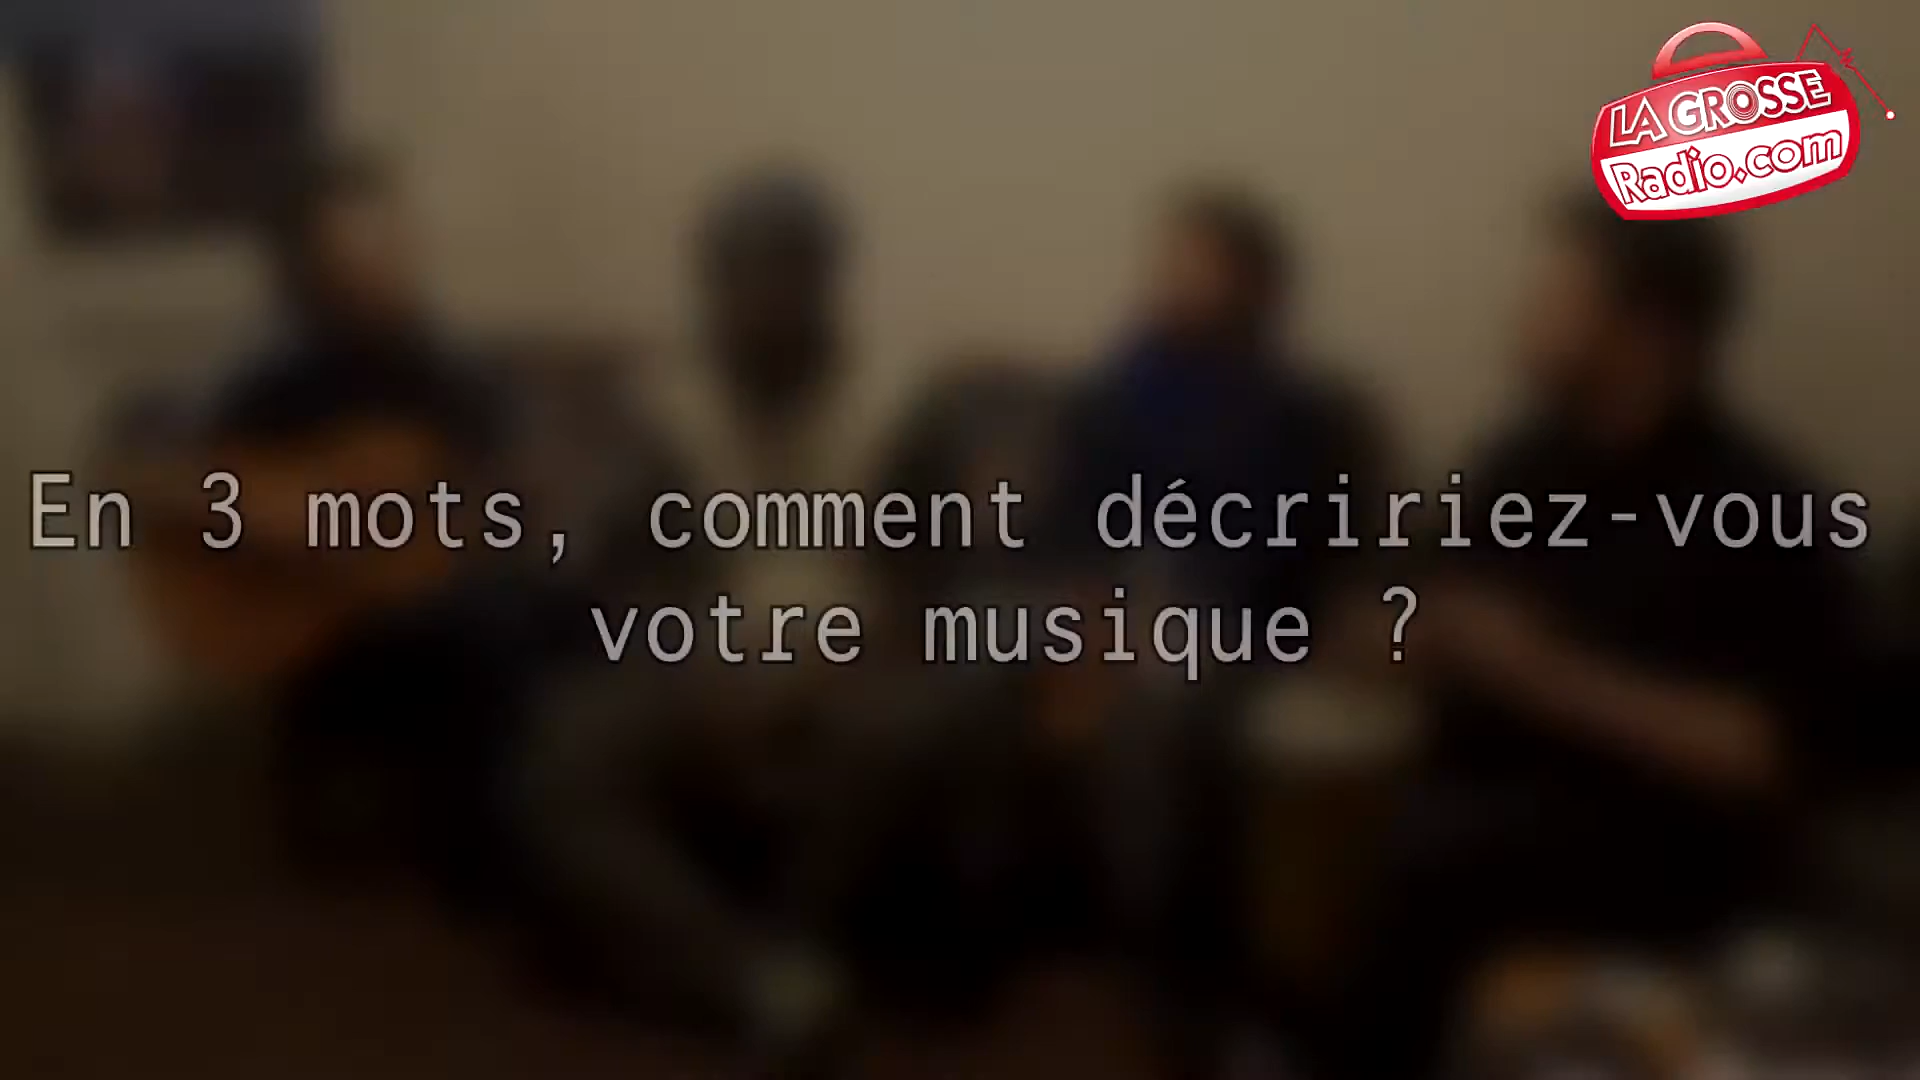 LA GROSSE
Radio.com
En 3 mots, comment décririez-vous
votre musique ?